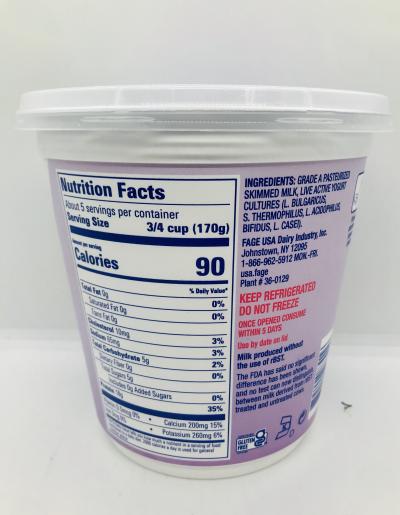 Nutrition Facts
About 5 servings per container
Serving Size 3/4 cup (170g)
Amount per serving
Calories 90
% Daily Value*
Total Fat 0g 0%
Saturated Fat 0g 0%
Trans Fat 0g
Cholesterol 10mg 3%
Sodium 65mg 3%
Total Carbohydrate 5g 2%
Dietary Fiber 0g 0%
Total Sugars 5g
Includes 0g Added Sugars 0%
Protein 18g 35%
0% • Calcium 200mg 15%
0% • Potassium 260mg 6%
INGREDIENTS: GRADE A PASTEURIZED
SKIMMED MILK, LIVE ACTIVE YOGURT
CULTURES (L. BULGARICUS,
S. THERMOPHILUS, L. ACIDOPHILUS,
BIFIDUS, L. CASEI).
FAGE USA Dairy Industry, Inc.
Johnstown, NY 12095
1-866-962-5912 MON.-FRI.
usa.fage
Plant # 36-0129
KEEP REFRIGERATED
DO NOT FREEZE
ONCE OPENED CONSUME
WITHIN 5 DAYS
Use by date on lid
Milk produced without
the use of rBST.
The FDA has said no significant
difference has been shown,
and no test can now distinguish,
between milk derived from
treated and untreated cows.
GLUTEN
FREE